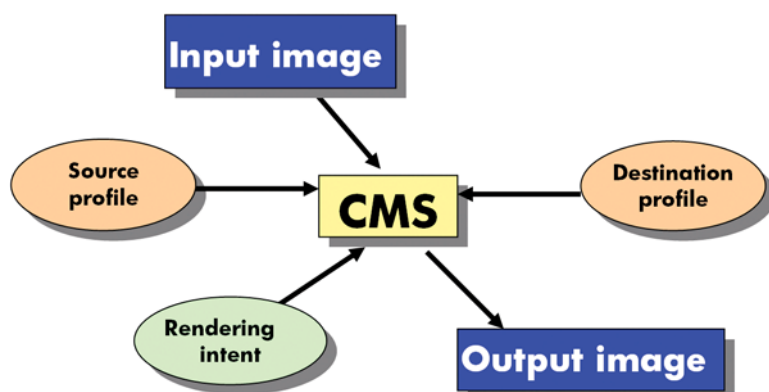 Input image
Source
profile
Destination
profile
CMS
Rendering
intent
Output image